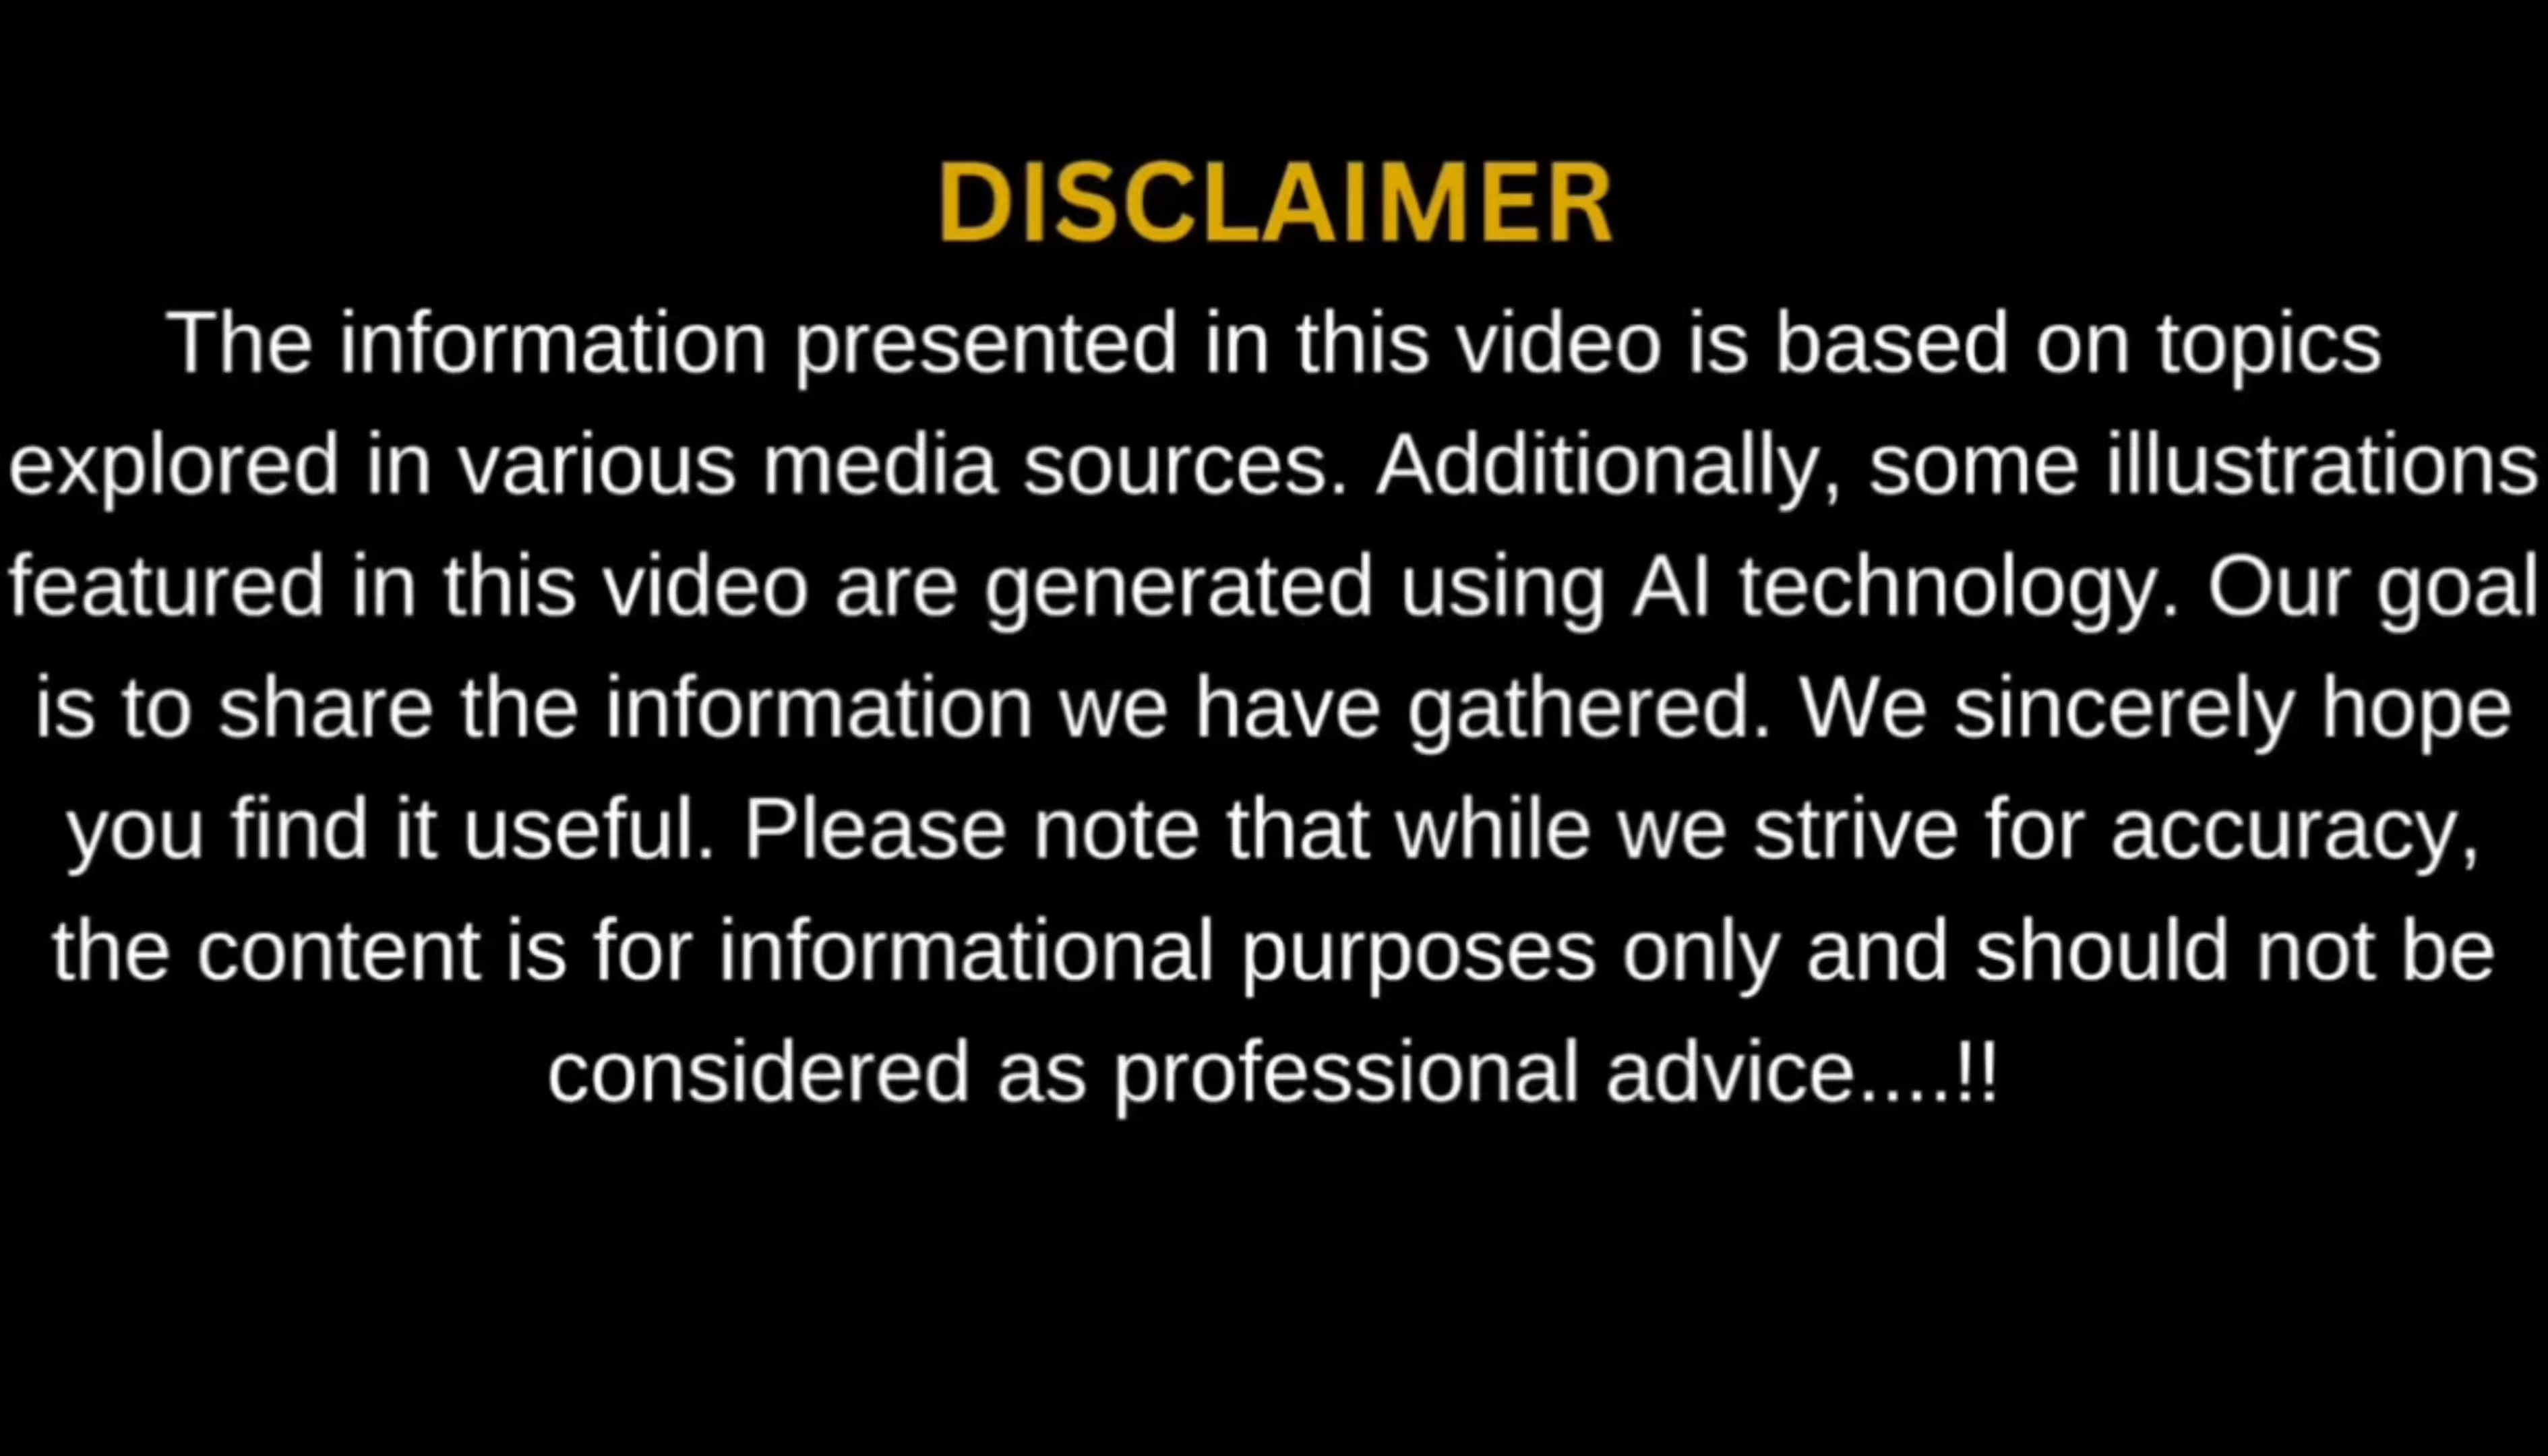 DISCLAIMER
The information presented in this video is based on topics
explored in various media sources. Additionally, some illustrations
featured in this video are generated using AI technology. Our goal
is to share the information we have gathered. We sincerely hope
you find it useful. Please note that while we strive for accuracy,
the content is for informational purposes only and should not be
considered as professional advice....!!